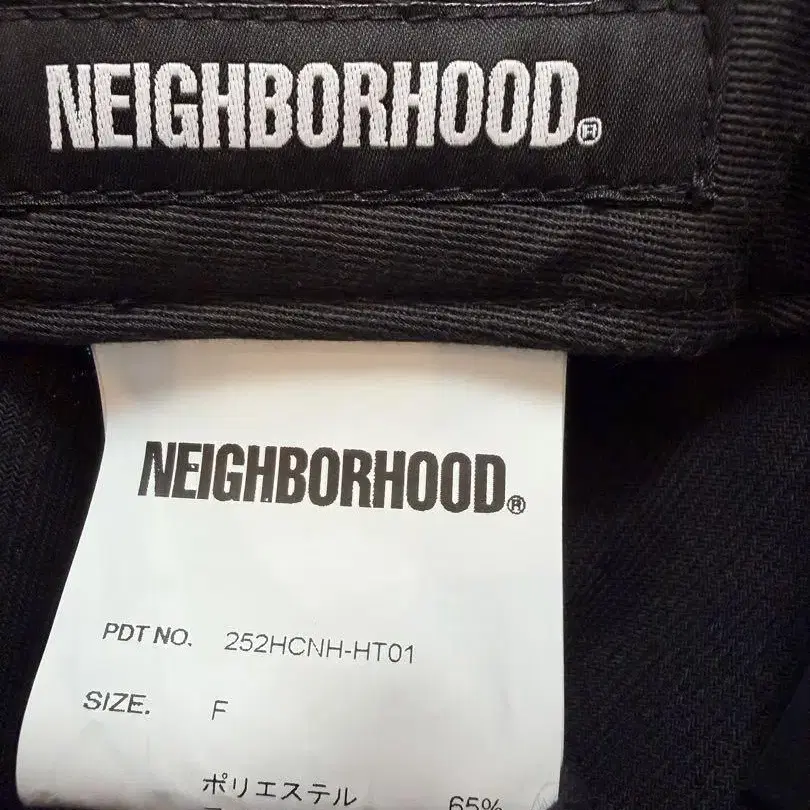 NEIGHBORHOOD®
NEIGHBORHOOD®
PDT NO. 252HCNH-HT01
SIZE. F
ポリエステル 65%